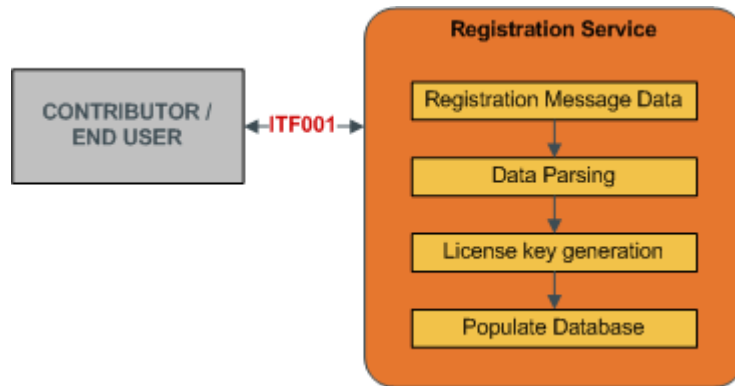 Registration Service
CONTRIBUTOR /
END USER
ITF001
Registration Message Data
Data Parsing
License key generation
Populate Database